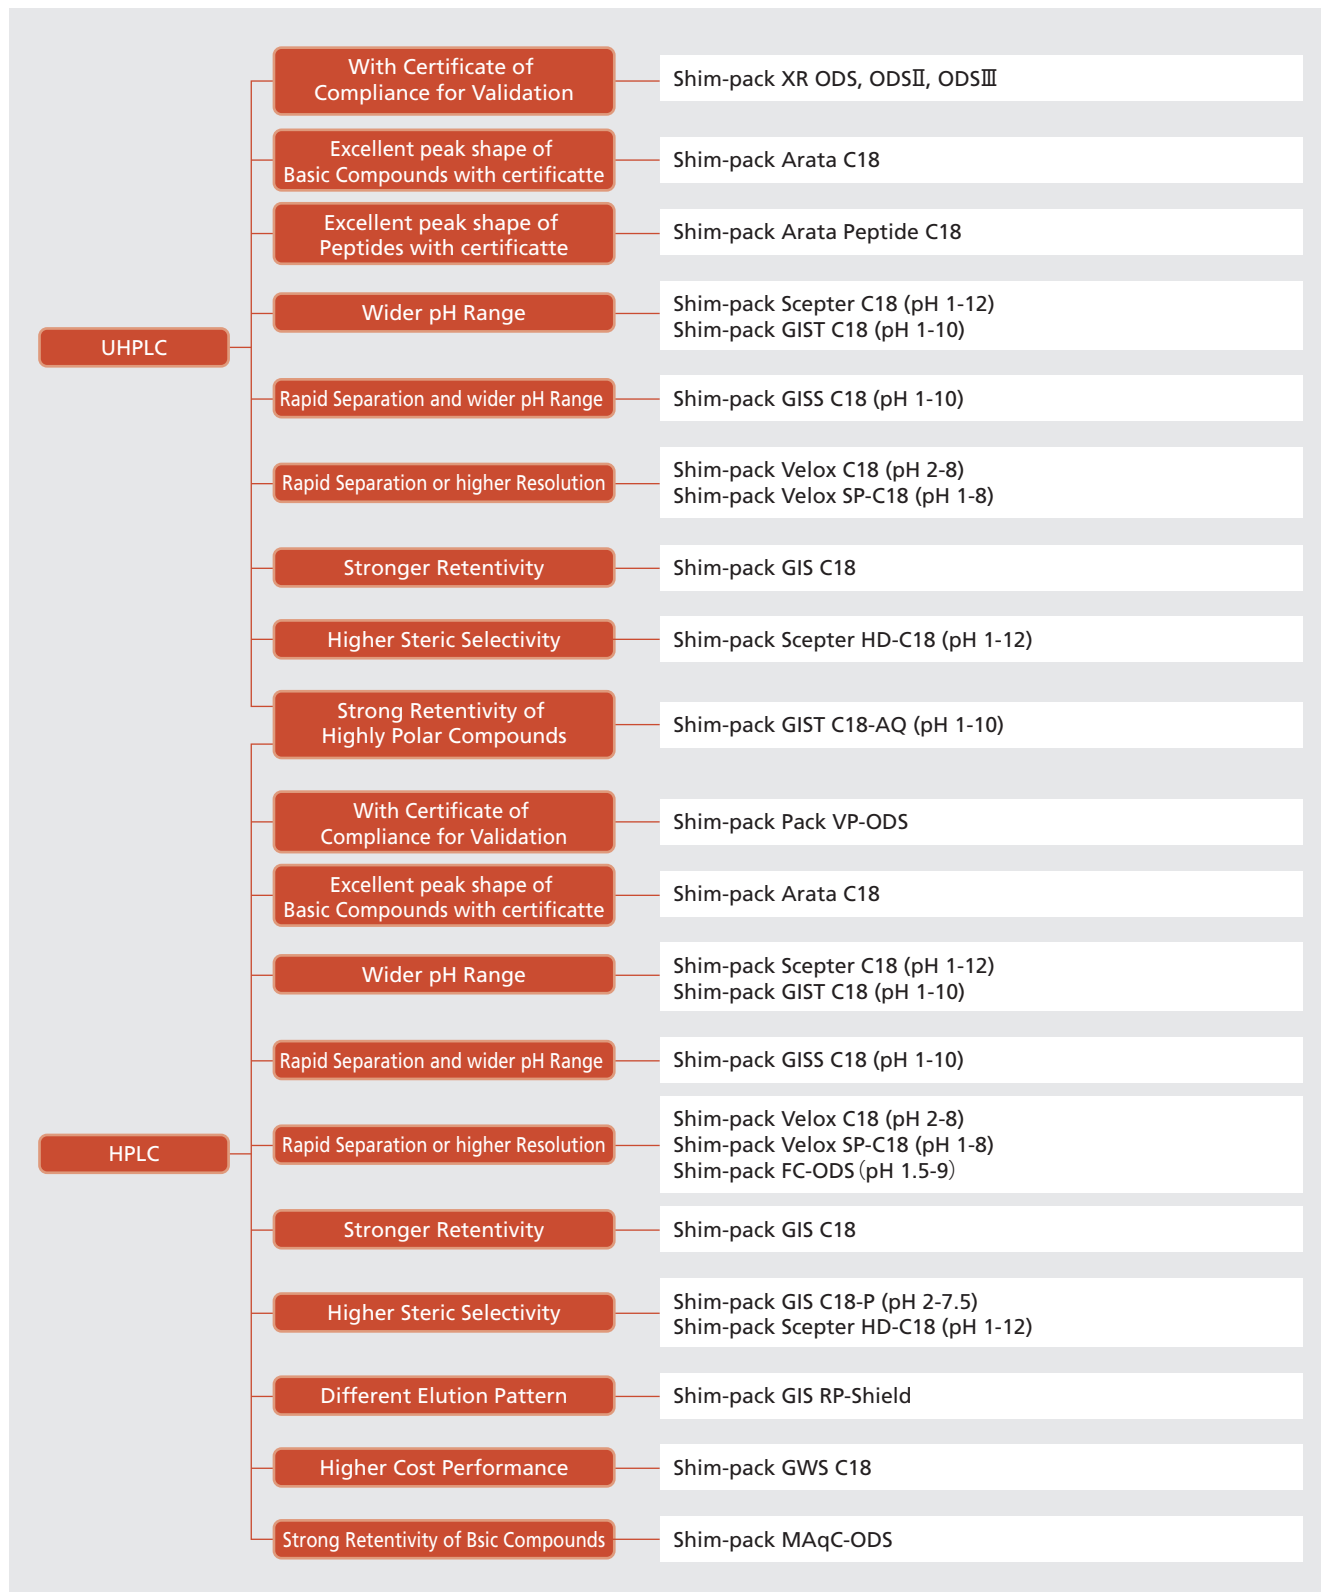 With Certificate of
Compliance for Validation
Shim-pack XR ODS, ODSⅡ, ODSⅢ
Excellent peak shape of
Basic Compounds with certificatte
Shim-pack Arata C18
Excellent peak shape of
Peptides with certificatte
Shim-pack Arata Peptide C18
Wider pH Range
Shim-pack Scepter C18 (pH 1-12)
Shim-pack GIST C18 (pH 1-10)
UHPLC
Rapid Separation and wider pH Range
Shim-pack GISS C18 (pH 1-10)
Rapid Separation or higher Resolution
Shim-pack Velox C18 (pH 2-8)
Shim-pack Velox SP-C18 (pH 1-8)
Stronger Retentivity
Shim-pack GIS C18
Higher Steric Selectivity
Shim-pack Scepter HD-C18 (pH 1-12)
Strong Retentivity of
Highly Polar Compounds
Shim-pack GIST C18-AQ (pH 1-10)
With Certificate of
Compliance for Validation
Shim-pack Pack VP-ODS
Excellent peak shape of
Basic Compounds with certificatte
Shim-pack Arata C18
Wider pH Range
Shim-pack Scepter C18 (pH 1-12)
Shim-pack GIST C18 (pH 1-10)
Rapid Separation and wider pH Range
Shim-pack GISS C18 (pH 1-10)
HPLC
Rapid Separation or higher Resolution
Shim-pack Velox C18 (pH 2-8)
Shim-pack Velox SP-C18 (pH 1-8)
Shim-pack FC-ODS（pH 1.5-9）
Stronger Retentivity
Shim-pack GIS C18
Higher Steric Selectivity
Shim-pack GIS C18-P (pH 2-7.5)
Shim-pack Scepter HD-C18 (pH 1-12)
Different Elution Pattern
Shim-pack GIS RP-Shield
Higher Cost Performance
Shim-pack GWS C18
Strong Retentivity of Bsic Compounds
Shim-pack MAqC-ODS